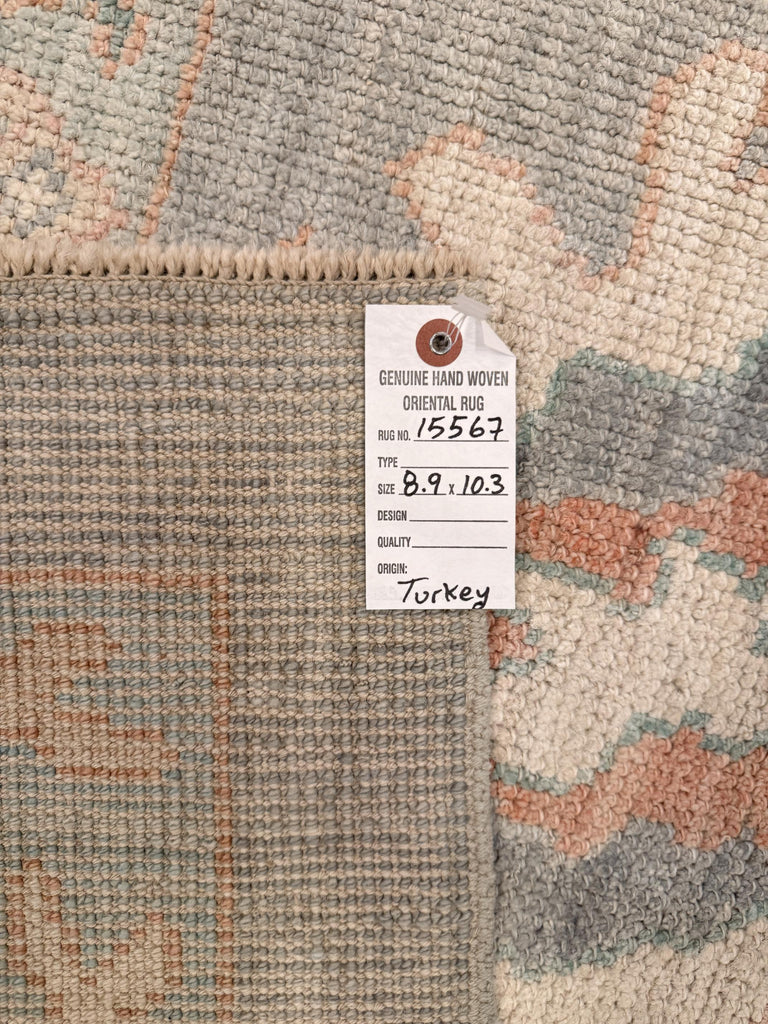 GENUINE HAND WOVEN
ORIENTAL RUG
RUG NO. 15567
TYPE
SIZE 8.9 x 10.3
DESIGN
QUALITY
ORIGIN:
Turkey